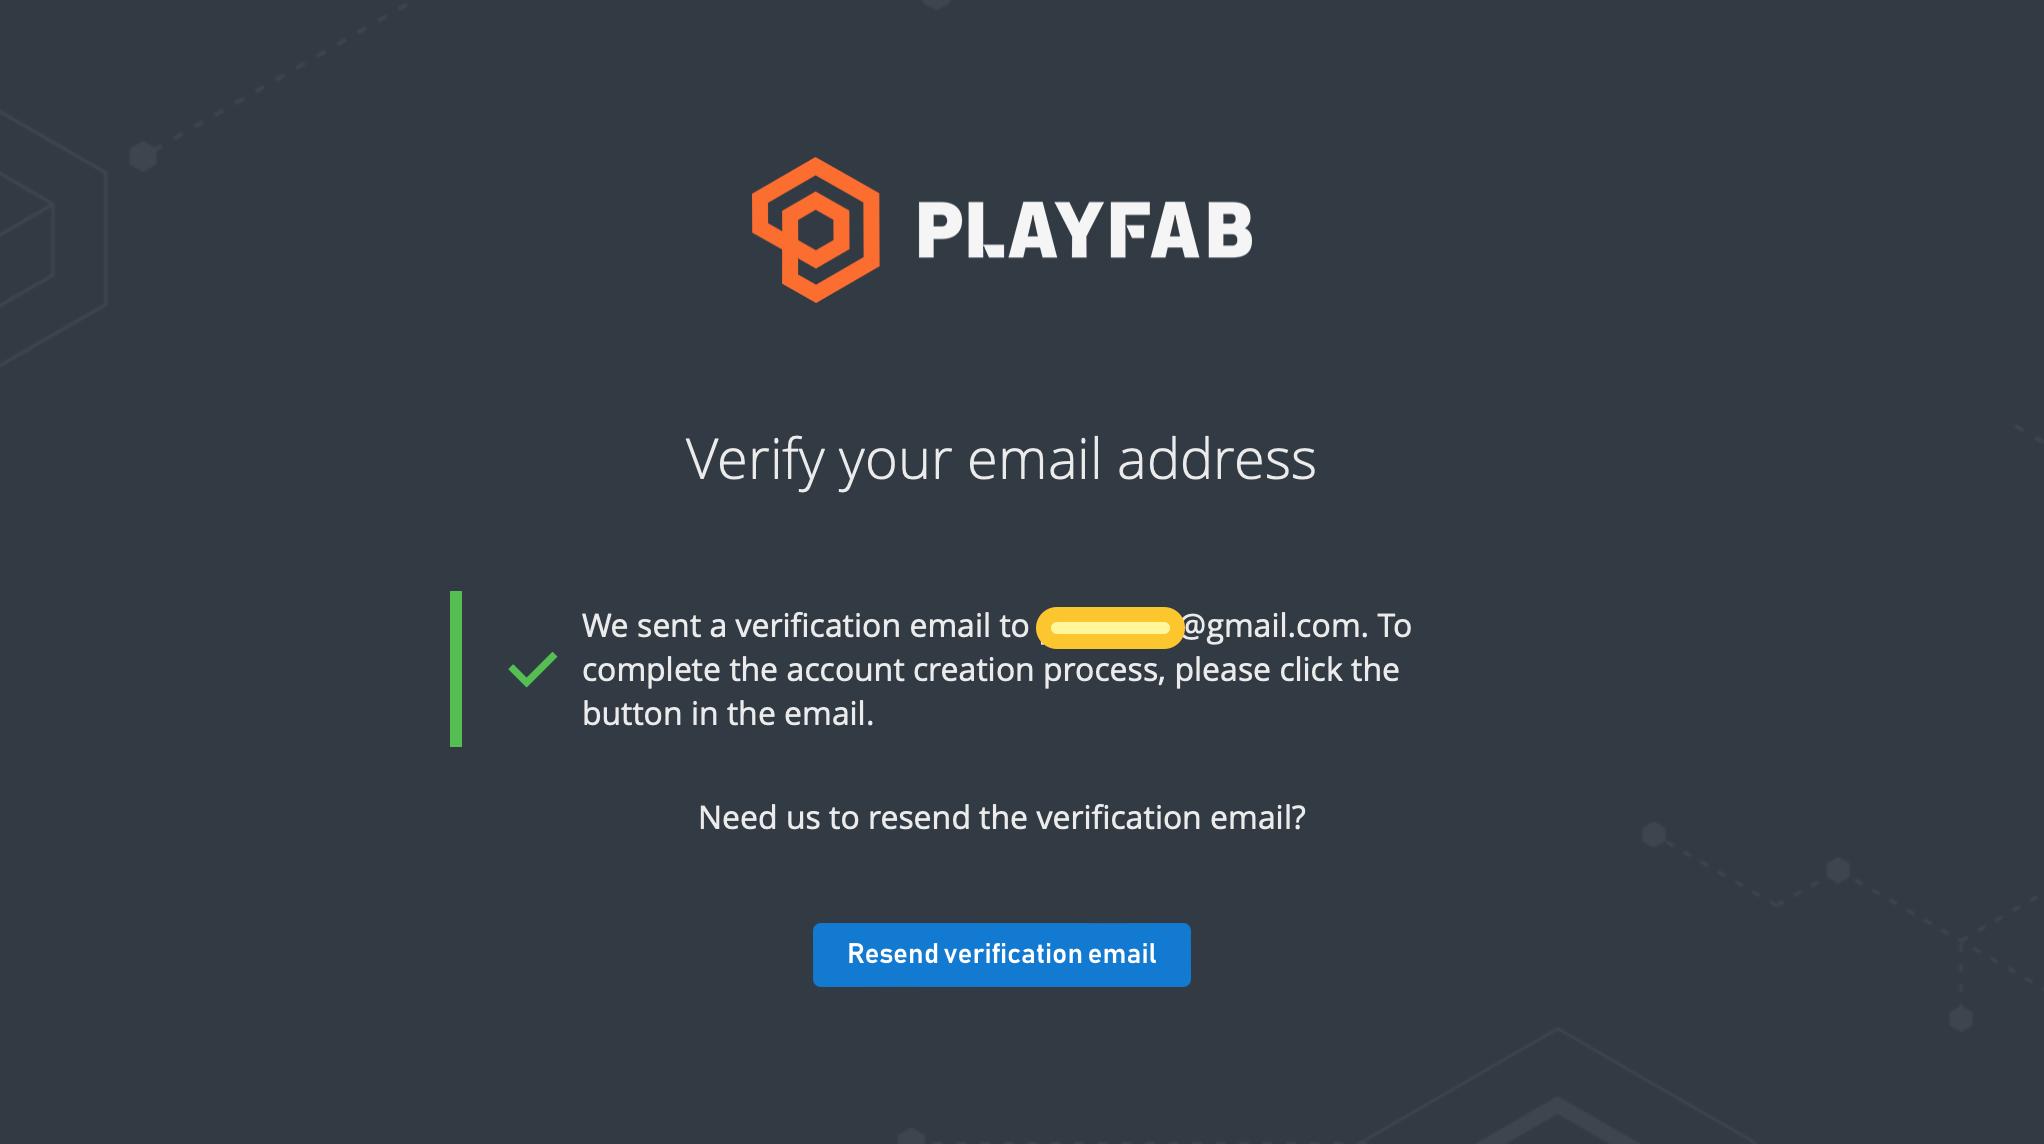 PLAYFAB
Verify your email address
We sent a verification email to @gmail.com. To
complete the account creation process, please click the
button in the email.
Need us to resend the verification email?
Resend verification email